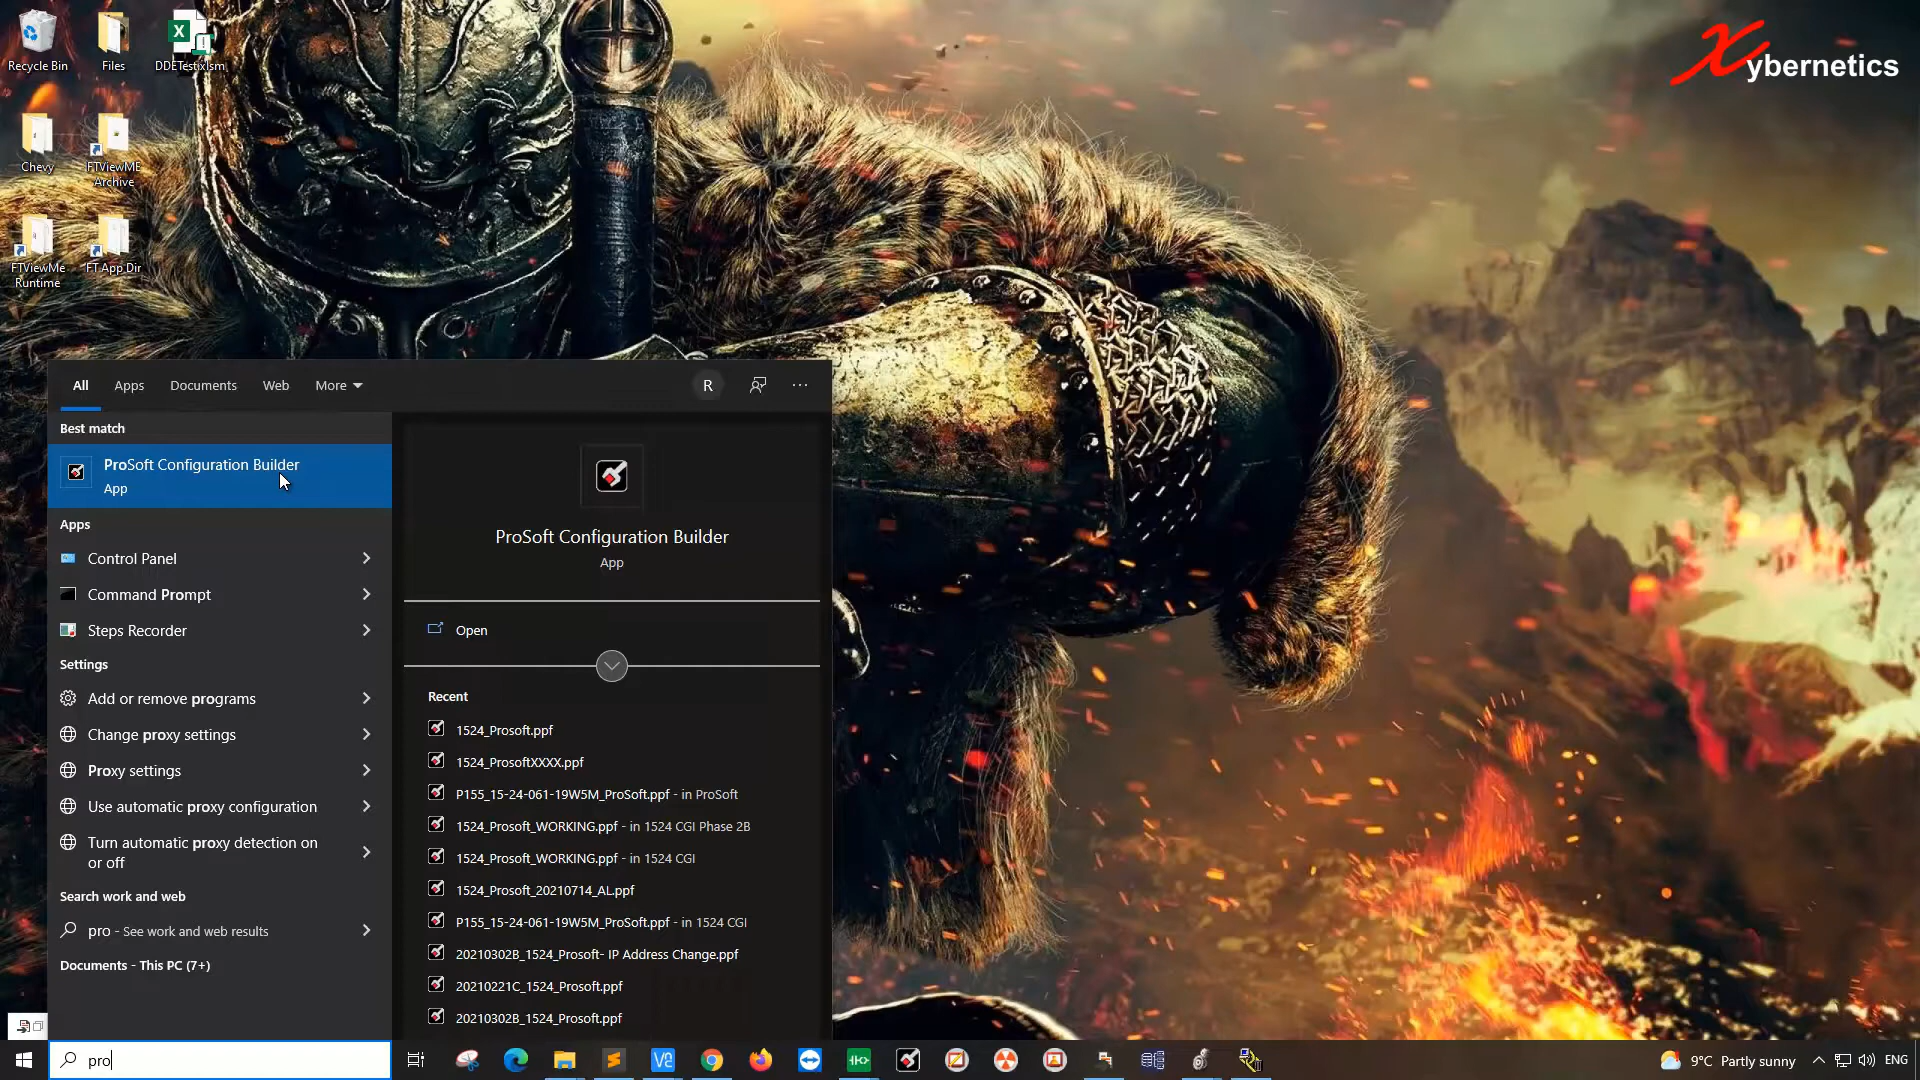 Recycle Bin
Files
DDETestxlsm
Xybernetics
Chevy
FTViewME
Archive
FTViewMe
Runtime
FT App Dir
All
Apps
Documents
Web
More
R
Best match
ProSoft Configuration Builder
App
Apps
Control Panel
Command Prompt
Steps Recorder
Settings
Add or remove programs
Change proxy settings
Proxy settings
Use automatic proxy configuration
Turn automatic proxy detection on
or off
Search work and web
pro - See work and web results
Documents - This PC (7+)
ProSoft Configuration Builder
App
Open
Recent
1524_Prosoft.ppf
1524_ProsoftXXXX.ppf
P155_15-24-061-19W5M_ProSoft.ppf - in ProSoft
1524_Prosoft_WORKING.ppf - in 1524 CGI Phase 2B
1524_Prosoft_WORKING.ppf - in 1524 CGI
1524_Prosoft_20210714_AL.ppf
P155_15-24-061-19W5M_ProSoft.ppf - in 1524 CGI
20210302B_1524_Prosoft- IP Address Change.ppf
20210221C_1524_Prosoft.ppf
20210302B_1524_Prosoft.ppf
pro
9°C Partly sunny
ENG